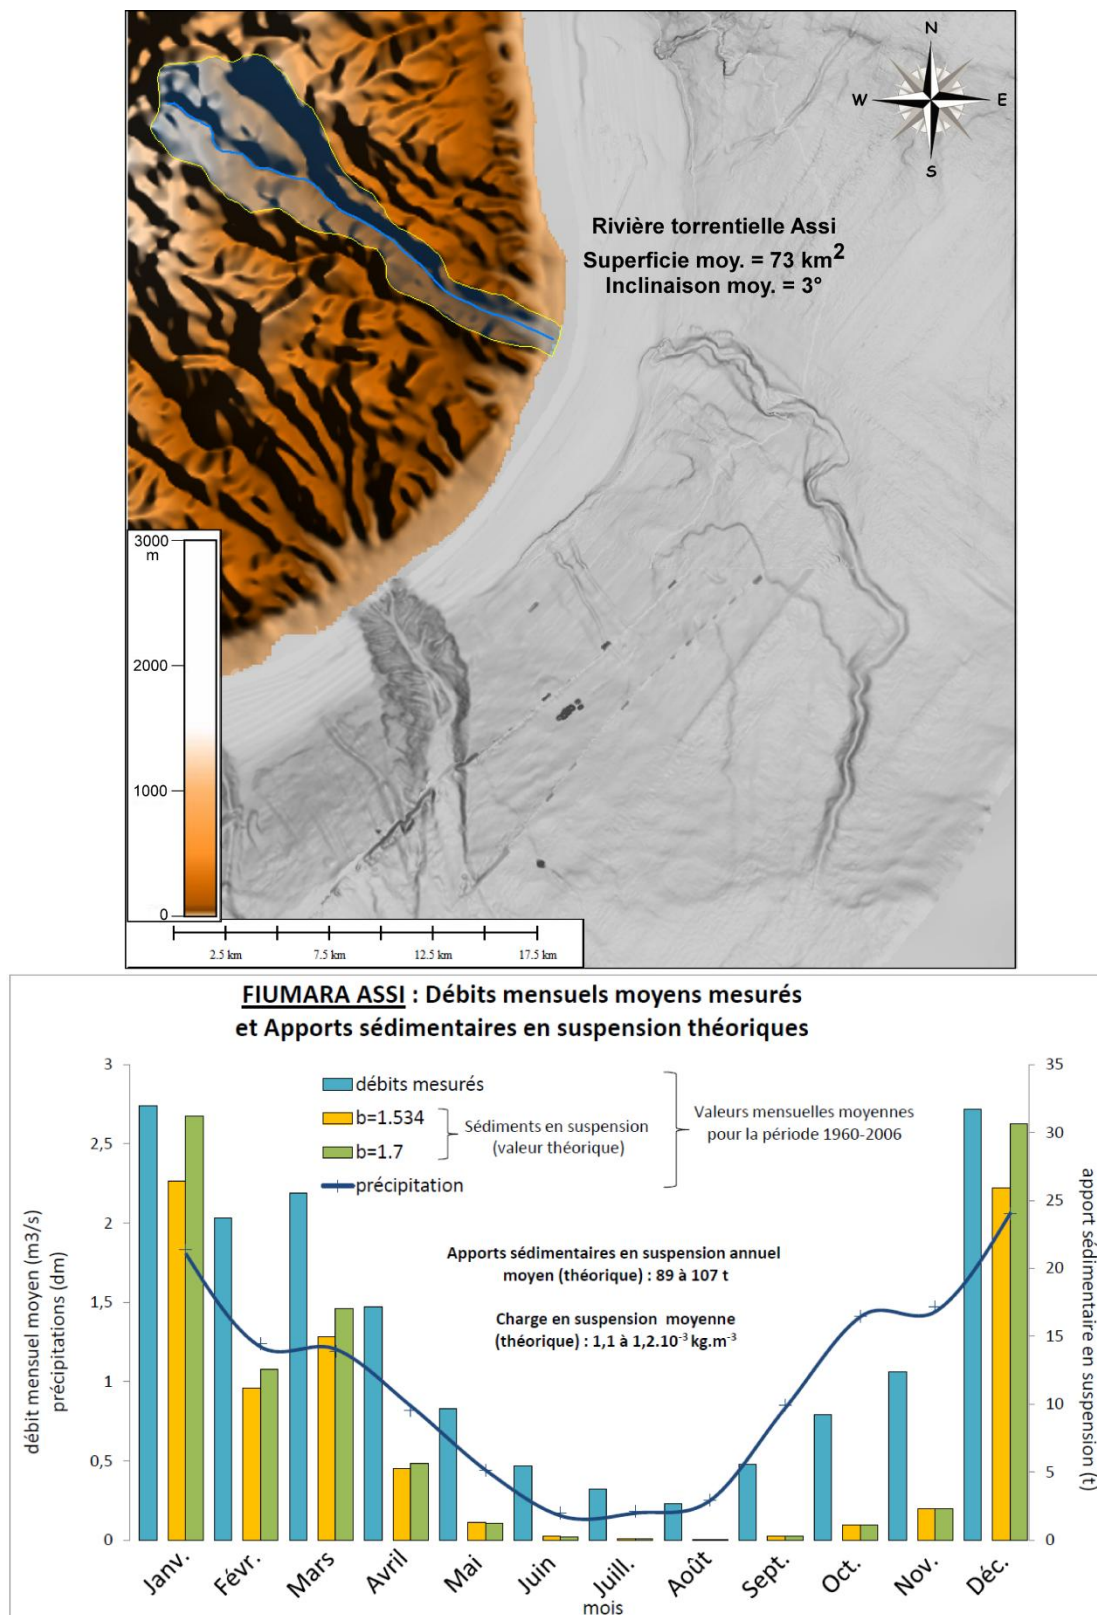 N
W
E
S
Rivière torrentielle Assi
Superficie moy. = 73 km²
Inclinaison moy. = 3°
3000
m
2000
1000
0
2.5 km 7.5 km 12.5 km 17.5 km
FIUMARA ASSI : Débits mensuels moyens mesurés
et Apports sédimentaires en suspension théoriques
débit mensuel moyen (m3/s)
précipitations (dm)
3
2,5
2
1,5
1
0,5
0
débits mesurés
b=1.534
b=1.7
précipitation
Sédiments en suspension
(valeur théorique)
Valeurs mensuelles moyennes
pour la période 1960-2006
Apports sédimentaires en suspension annuel
moyen (théorique) : 89 à 107 t
Charge en suspension moyenne
(théorique) : 1,1 à 1,2.10⁻³ kg.m⁻³
35
30
25
20
15
10
5
0
apport sédimentaire en suspension (t)
Janv. Févr. Mars Avril Mai Juin Juill. Août Sept. Oct. Nov. Déc.
mois